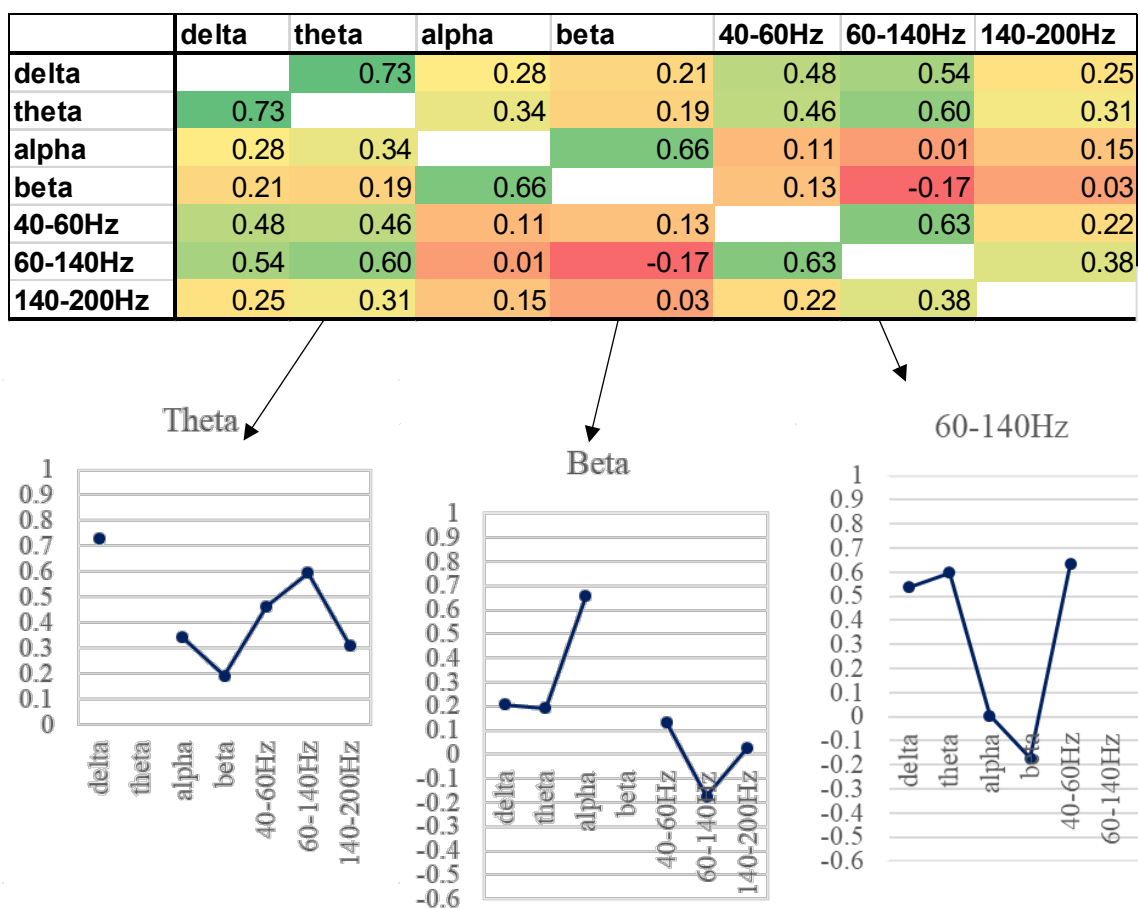 delta theta alpha beta 40-60Hz 60-140Hz 140-200Hz
delta 0.73 0.28 0.21 0.48 0.54 0.25
theta 0.73 0.34 0.19 0.46 0.60 0.31
alpha 0.28 0.34 0.66 0.11 0.01 0.15
beta 0.21 0.19 0.66 0.13 -0.17 0.03
40-60Hz 0.48 0.46 0.11 0.13 0.63 0.22
60-140Hz 0.54 0.60 0.01 -0.17 0.63 0.38
140-200Hz 0.25 0.31 0.15 0.03 0.22 0.38
Theta
1
0.9
0.8
0.7
0.6
0.5
0.4
0.3
0.2
0.1
0
delta
theta
alpha
beta
40-60Hz
60-140Hz
140-200Hz
Beta
1
0.9
0.8
0.7
0.6
0.5
0.4
0.3
0.2
0.1
0
-0.1
-0.2
-0.3
-0.4
-0.5
-0.6
delta
theta
alpha
beta
40-60Hz
60-140Hz
140-200Hz
60-140Hz
1
0.9
0.8
0.7
0.6
0.5
0.4
0.3
0.2
0.1
0
-0.1
-0.2
-0.3
-0.4
-0.5
-0.6
delta
theta
alpha
beta
40-60Hz
60-140Hz